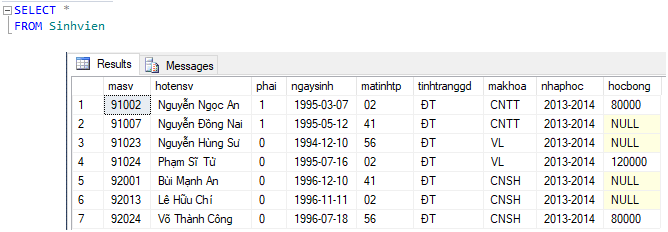 SELECT *
FROM Sinhvien
Results Messages
masv hotensv phai ngaysinh matinhtp tinhtranggd makhoa nhaphoc hocbong
1 91002 Nguyễn Ngọc An 1 1995-03-07 02 ĐT CNTT 2013-2014 80000
2 91007 Nguyễn Đồng Nai 1 1995-05-12 41 ĐT CNTT 2013-2014 NULL
3 91023 Nguyễn Hùng Sư 0 1994-12-10 56 ĐT VL 2013-2014 NULL
4 91024 Phạm Sĩ Tử 0 1995-07-16 02 ĐT VL 2013-2014 120000
5 92001 Bùi Mạnh An 0 1996-12-10 41 ĐT CNSH 2013-2014 NULL
6 92013 Lê Hữu Chí 0 1996-11-11 02 ĐT CNSH 2013-2014 NULL
7 92024 Võ Thành Công 0 1996-07-18 56 ĐT CNSH 2013-2014 80000